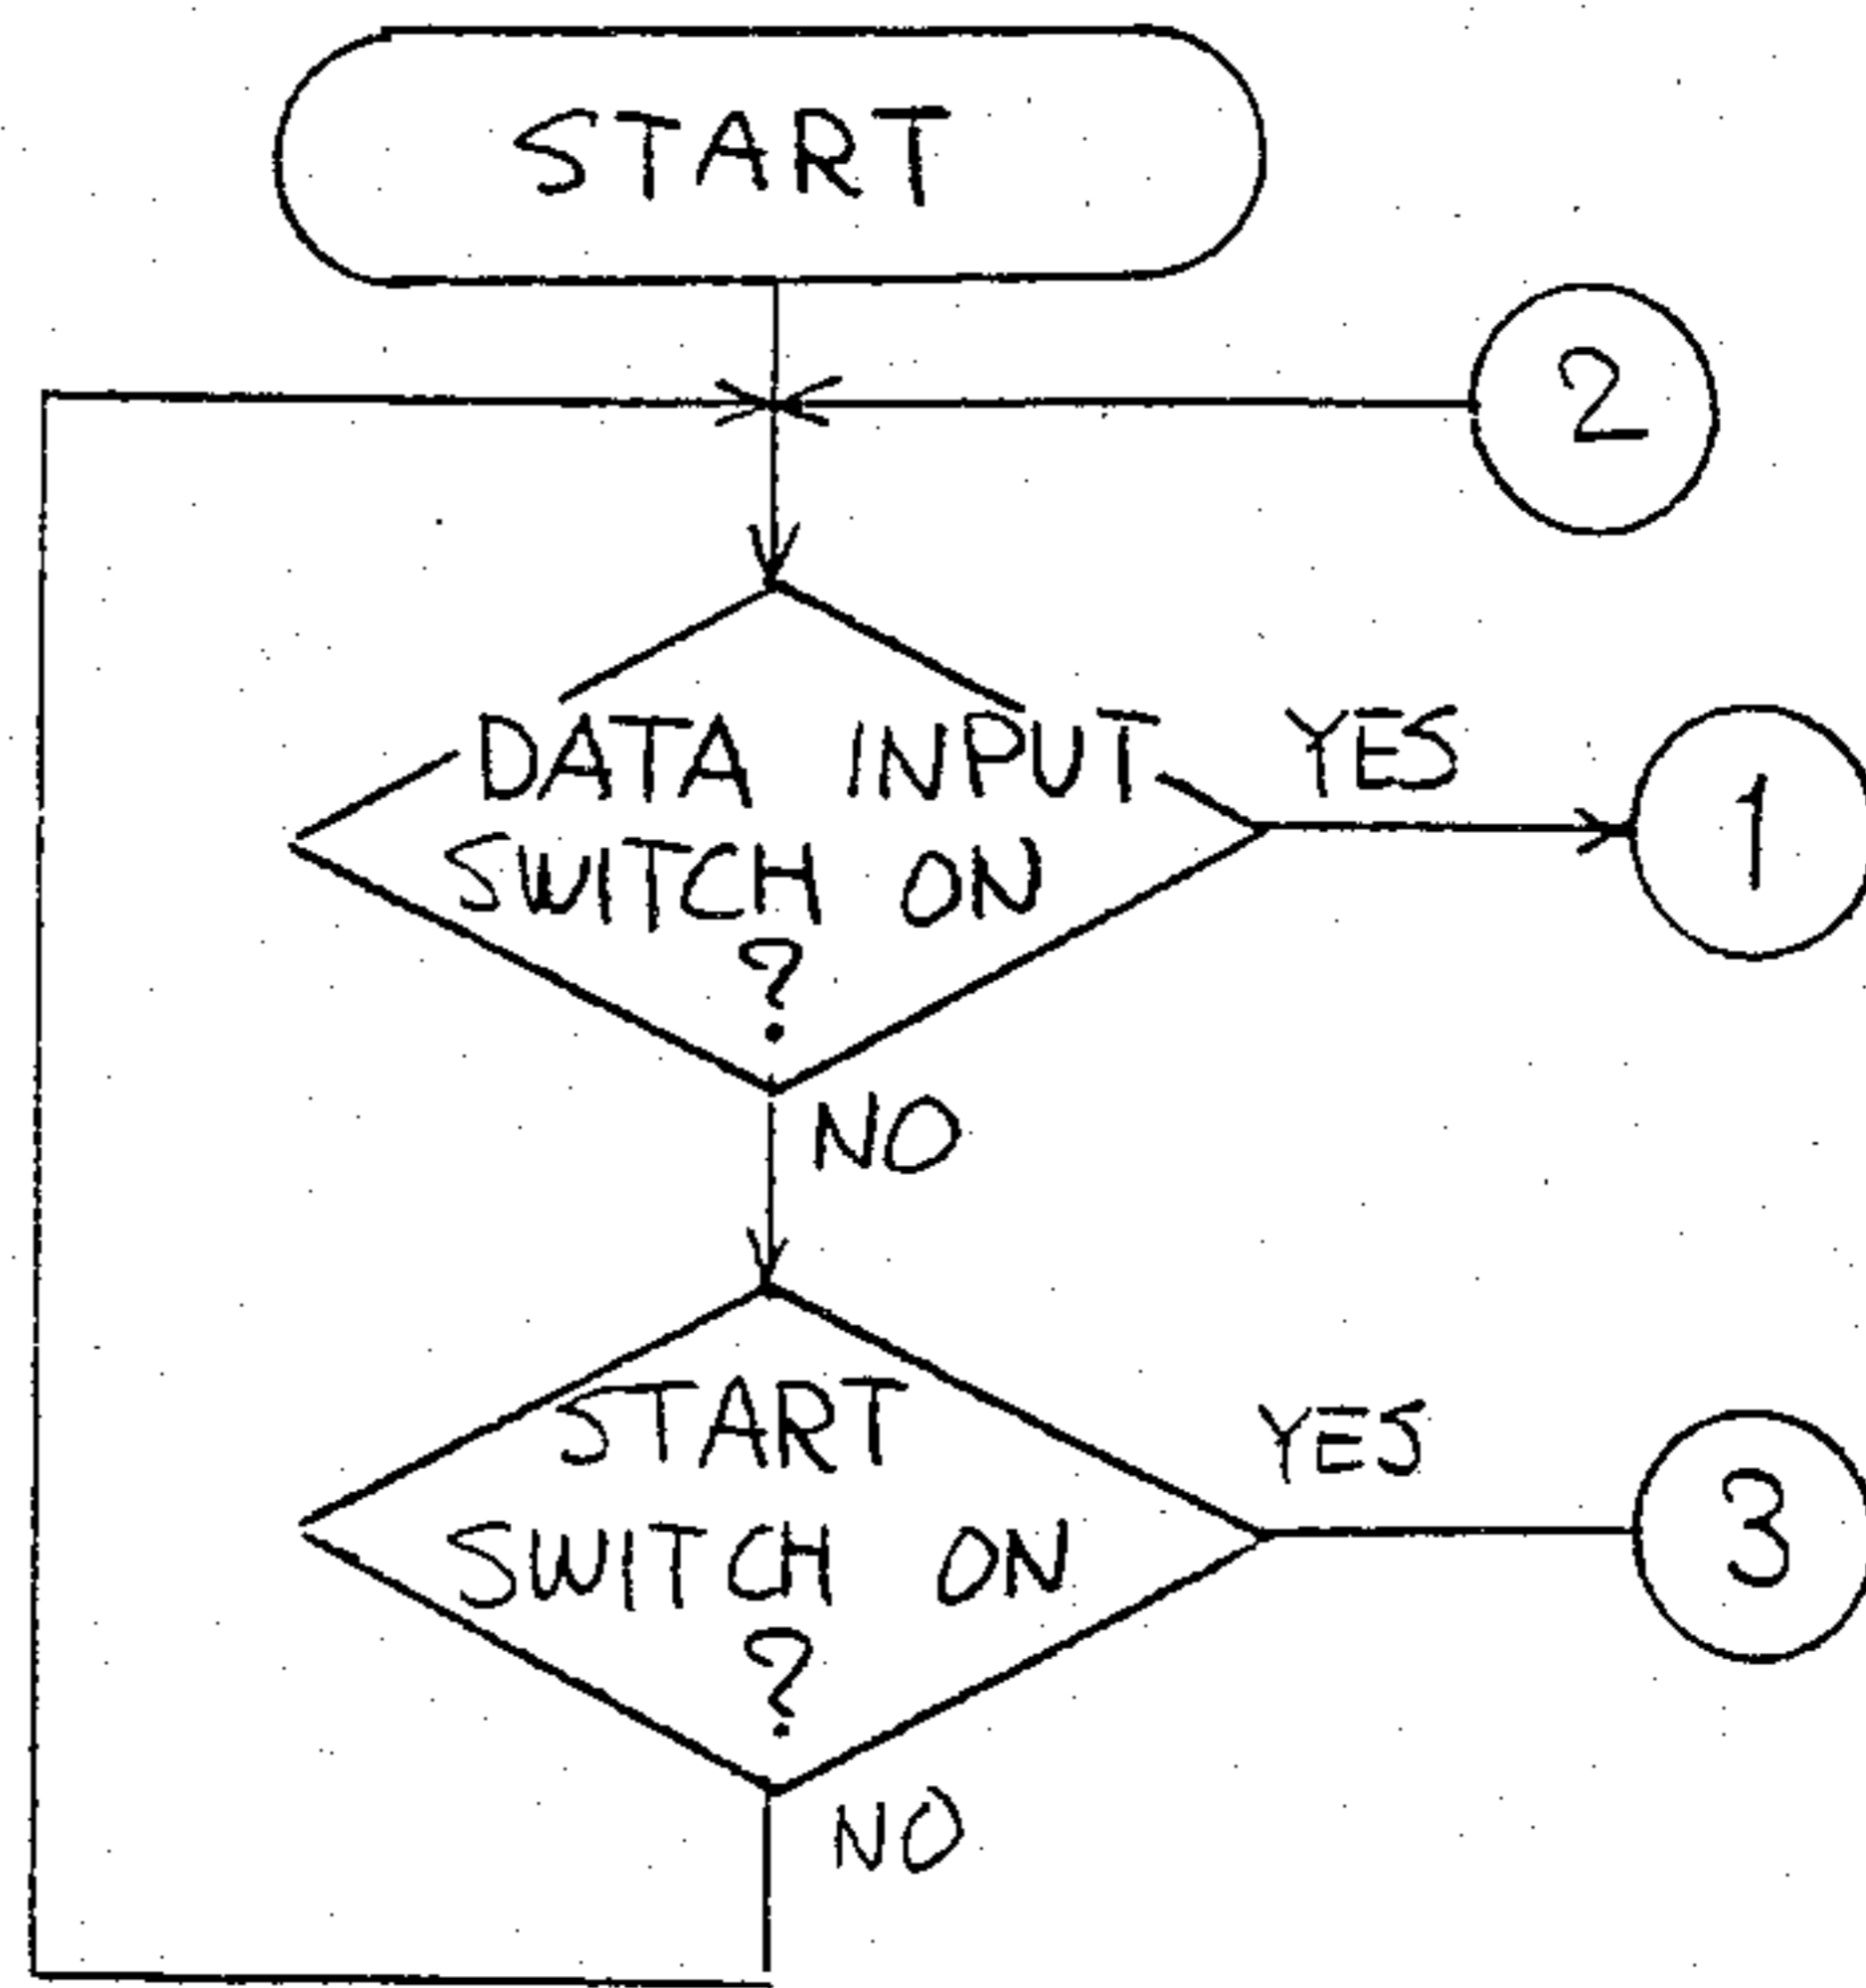 START
2
DATA INPUT
SWITCH ON
?
YES
1
NO
START
SWITCH ON
?
YES
3
NO